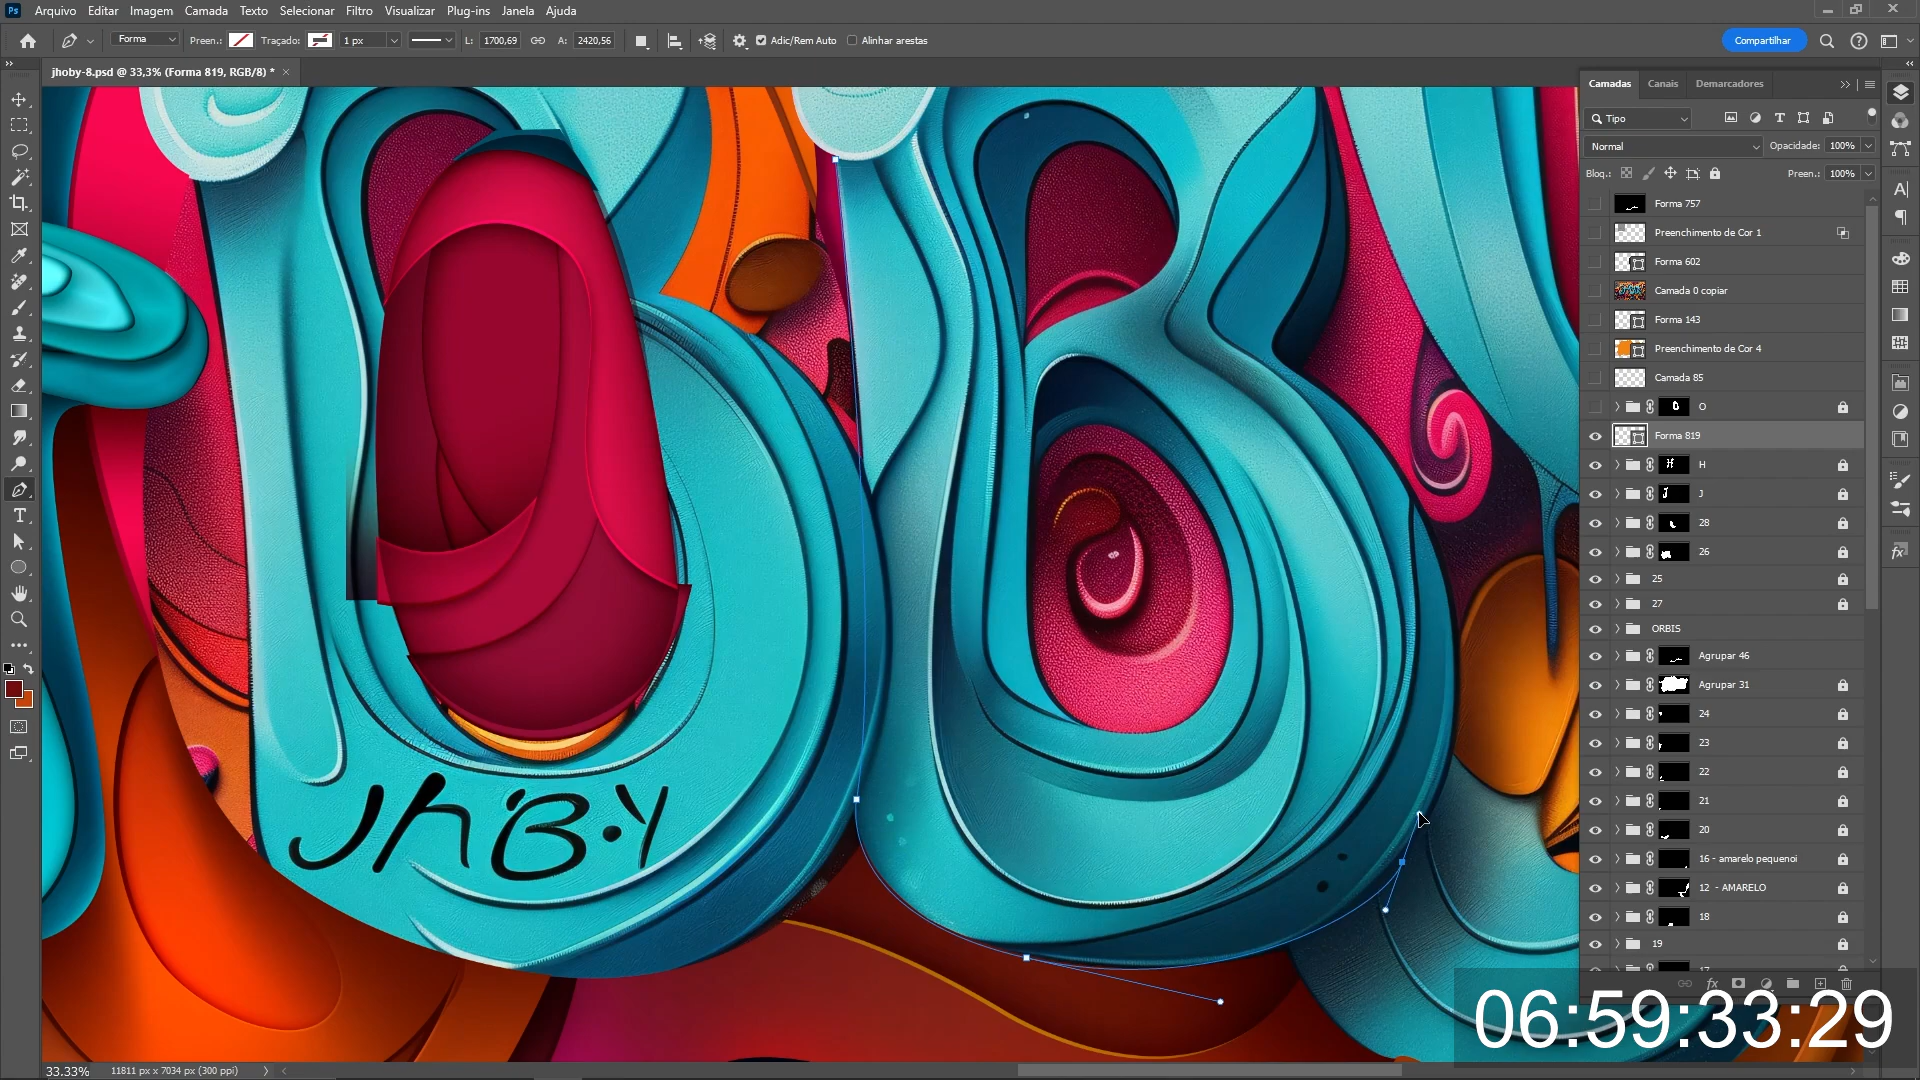 Ps Arquivo Editar Imagem Camada Texto Selecionar Filtro Visualizar Plug-ins Janela Ajuda
Forma Preen.: Traçado: 1 px L: 1700,69 A: 2420,56 Adic/Rem Auto Alinhar arestas Compartilhar
jhoby-8.psd @ 33,3% (Forma 819, RGB/8) * ×
Camadas Canais Demarcadores
Tipo
Normal Opacidade: 100%
Bloq.: Preen.: 100%
Forma 757
Preenchimento de Cor 1
Forma 602
Camada 0 copiar
Forma 143
Preenchimento de Cor 4
Camada 85
O
Forma 819
H
J
28
26
25
27
ORBIS
Agrupar 46
Agrupar 31
24
23
22
21
20
16 - amarelo pequenoi
12 - AMARELO
18
19
JhB.Y
06:59:33:29
33.33% 11811 px x 7034 px (300 ppi)